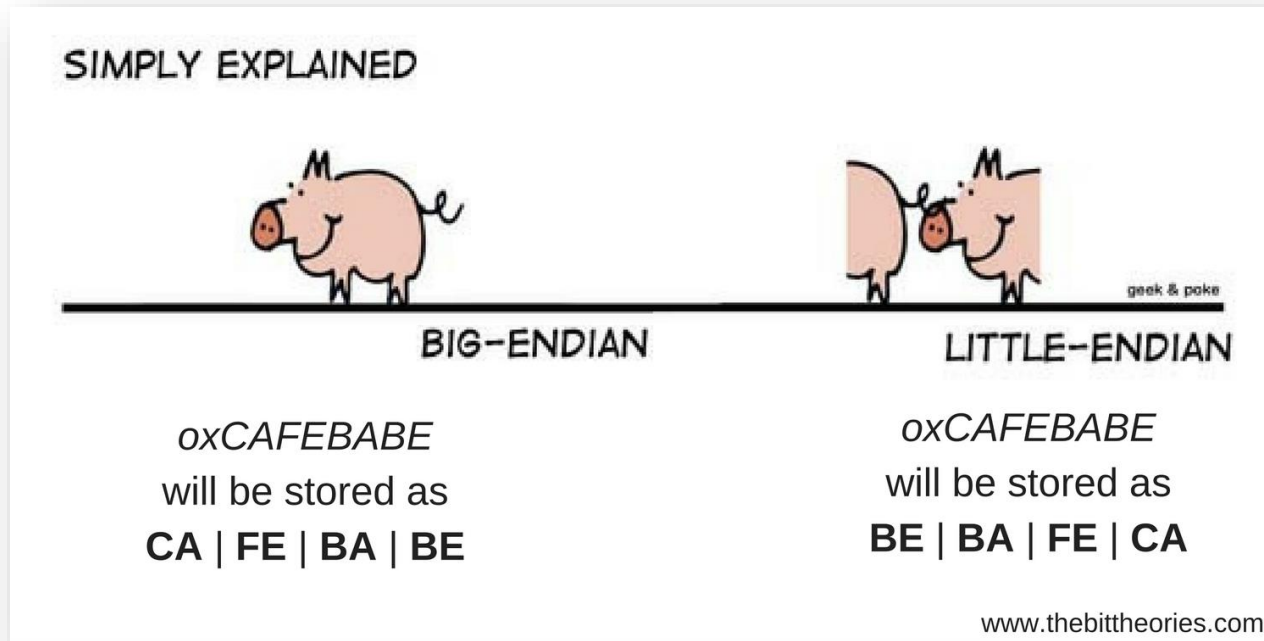 SIMPLY EXPLAINED
geek & poke
BIG-ENDIAN
LITTLE-ENDIAN
oxCAFEBABE
will be stored as
CA | FE | BA | BE
oxCAFEBABE
will be stored as
BE | BA | FE | CA
www.thebittheories.com